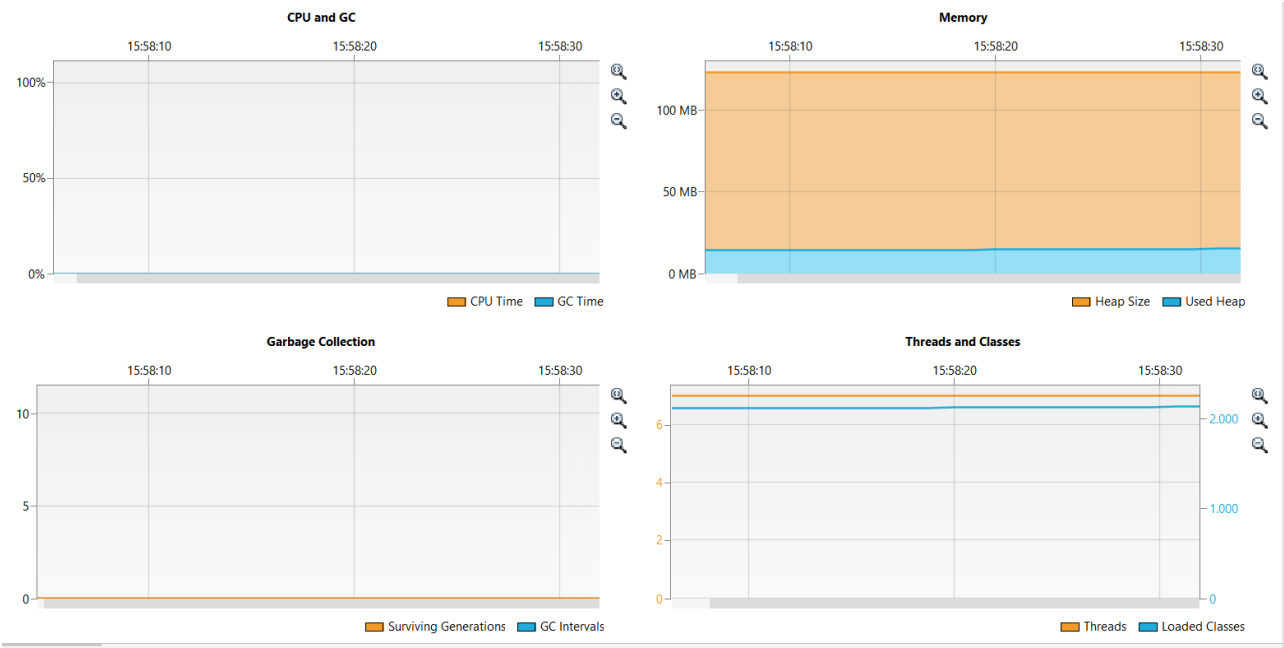 CPU and GC
15:58:10 15:58:20 15:58:30
100%
50%
0%
CPU Time GC Time
Memory
15:58:10 15:58:20 15:58:30
100 MB
50 MB
0 MB
Heap Size Used Heap
Garbage Collection
15:58:10 15:58:20 15:58:30
10
5
0
Surviving Generations GC Intervals
Threads and Classes
15:58:10 15:58:20 15:58:30
6 2.000
4
1.000
2
0 0
Threads Loaded Classes